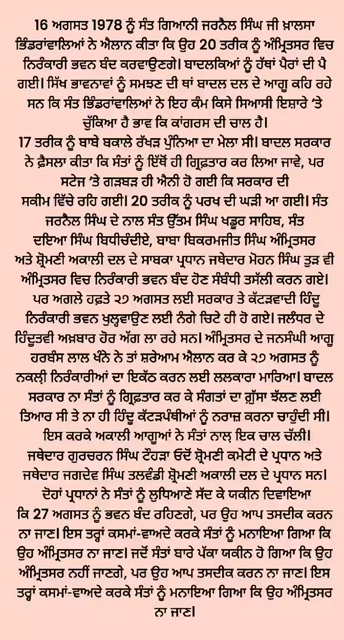 16 ਅਗਸਤ 1978 ਨੂੰ ਸੰਤ ਗਿਆਨੀ ਜਰਨੈਲ ਸਿੰਘ ਜੀ ਖ਼ਾਲਸਾ
ਭਿੰਡਰਾਂਵਾਲਿਆਂ ਨੇ ਐਲਾਨ ਕੀਤਾ ਕਿ ਉਹ 20 ਤਰੀਕ ਨੂੰ ਅੰਮ੍ਰਿਤਸਰ ਵਿਚ
ਨਿਰੰਕਾਰੀ ਭਵਨ ਬੰਦ ਕਰਵਾਉਣਗੇ। ਬਾਦਲਕਿਆਂ ਨੂੰ ਹੱਥਾਂ ਪੈਰਾਂ ਦੀ ਪੈ
ਗਈ। ਸਿੱਖ ਭਾਵਨਾਵਾਂ ਨੂੰ ਸਮਝਣ ਦੀ ਥਾਂ ਬਾਦਲ ਦਲ ਦੇ ਆਗੂ ਕਹਿ ਰਹੇ
ਸਨ ਕਿ ਸੰਤ ਭਿੰਡਰਾਂਵਾਲਿਆਂ ਨੇ ਇਹ ਕੰਮ ਕਿਸੇ ਸਿਆਸੀ ਇਸ਼ਾਰੇ ‘ਤੇ
ਚੁੱਕਿਆ ਹੈ ਭਾਵ ਕਿ ਕਾਂਗਰਸ ਦੀ ਚਾਲ ਹੈ।
17 ਤਰੀਕ ਨੂੰ ਬਾਬੇ ਬਕਾਲੇ ਰੱਖੜ ਪੁੰਨਿਆ ਦਾ ਮੇਲਾ ਸੀ। ਬਾਦਲ ਸਰਕਾਰ
ਨੇ ਫ਼ੈਸਲਾ ਕੀਤਾ ਕਿ ਸੰਤਾਂ ਨੂੰ ਇੱਥੋਂ ਹੀ ਗ੍ਰਿਫ਼ਤਾਰ ਕਰ ਲਿਆ ਜਾਵੇ, ਪਰ
ਸਟੇਜ ‘ਤੇ ਗੜਬੜ ਹੀ ਐਨੀ ਹੋ ਗਈ ਕਿ ਸਰਕਾਰ ਦੀ
ਸਕੀਮ ਵਿੱਚੇ ਰਹਿ ਗਈ। 20 ਤਰੀਕ ਨੂੰ ਪਰਖ ਦੀ ਘੜੀ ਆ ਗਈ। ਸੰਤ
ਜਰਨੈਲ ਸਿੰਘ ਦੇ ਨਾਲ ਸੰਤ ਉੱਤਮ ਸਿੰਘ ਖਡੂਰ ਸਾਹਿਬ, ਸੰਤ
ਦਇਆ ਸਿੰਘ ਬਿਧੀਚੰਦੀਏ, ਬਾਬਾ ਬਿਕਰਮਜੀਤ ਸਿੰਘ ਅੰਮ੍ਰਿਤਸਰ
ਅਤੇ ਸ਼੍ਰੋਮਣੀ ਅਕਾਲੀ ਦਲ ਦੇ ਸਾਬਕਾ ਪ੍ਰਧਾਨ ਜਥੇਦਾਰ ਮੋਹਨ ਸਿੰਘ ਤੁੜ ਵੀ
ਅੰਮ੍ਰਿਤਸਰ ਵਿਚ ਨਿਰੰਕਾਰੀ ਭਵਨ ਬੰਦ ਹੋਣ ਸੰਬੰਧੀ ਤਸੱਲੀ ਕਰਨ ਗਏ।
ਪਰ ਅਗਲੇ ਹਫ਼ਤੇ ੨੭ ਅਗਸਤ ਲਈ ਸਰਕਾਰ ਤੇ ਕੱਟੜਵਾਦੀ ਹਿੰਦੂ
ਨਿਰੰਕਾਰੀ ਭਵਨ ਖੁਲ੍ਹਵਾਉਣ ਲਈ ਨੰਗੇ ਚਿਟੇ ਹੀ ਹੋ ਗਏ। ਜਲੰਧਰ ਦੇ
ਹਿੰਦੂਤਵੀ ਅਖ਼ਬਾਰ ਹੋਰ ਅੱਗ ਲਾ ਰਹੇ ਸਨ। ਅੰਮ੍ਰਿਤਸਰ ਦੇ ਜਨਸੰਘੀ ਆਗੂ
ਹਰਬੰਸ ਲਾਲ ਖੰਨੇ ਨੇ ਤਾਂ ਸ਼ਰੇਆਮ ਐਲਾਨ ਕਰ ਕੇ ੨੭ ਅਗਸਤ ਨੂੰ
ਨਕਲੀ ਨਿਰੰਕਾਰੀਆਂ ਦਾ ਇਕੱਠ ਕਰਨ ਲਈ ਲਲਕਾਰਾ ਮਾਰਿਆ। ਬਾਦਲ
ਸਰਕਾਰ ਨਾ ਸੰਤਾਂ ਨੂੰ ਗ੍ਰਿਫ਼ਤਾਰ ਕਰ ਕੇ ਸੰਗਤਾਂ ਦਾ ਗੁੱਸਾ ਝੱਲਣ ਲਈ
ਤਿਆਰ ਸੀ ਤੇ ਨਾ ਹੀ ਹਿੰਦੂ ਕੱਟੜਪੰਥੀਆਂ ਨੂੰ ਨਰਾਜ਼ ਕਰਨਾ ਚਾਹੁੰਦੀ ਸੀ।
ਇਸ ਕਰਕੇ ਅਕਾਲੀ ਆਗੂਆਂ ਨੇ ਸੰਤਾਂ ਨਾਲ਼ ਇਕ ਚਾਲ ਚੱਲੀ।
ਜਥੇਦਾਰ ਗੁਰਚਰਨ ਸਿੰਘ ਟੌਹੜਾ ਓਦੋਂ ਸ਼੍ਰੋਮਣੀ ਕਮੇਟੀ ਦੇ ਪ੍ਰਧਾਨ ਅਤੇ
ਜਥੇਦਾਰ ਜਗਦੇਵ ਸਿੰਘ ਤਲਵੰਡੀ ਸ਼੍ਰੋਮਣੀ ਅਕਾਲੀ ਦਲ ਦੇ ਪ੍ਰਧਾਨ ਸਨ।
ਦੋਹਾਂ ਪ੍ਰਧਾਨਾਂ ਨੇ ਸੰਤਾਂ ਨੂੰ ਲੁਧਿਆਣੇ ਸੱਦ ਕੇ ਯਕੀਨ ਦਿਵਾਇਆ
ਕਿ 27 ਅਗਸਤ ਨੂੰ ਭਵਨ ਬੰਦ ਰਹਿਣਗੇ, ਪਰ ਉਹ ਆਪ ਤਸਦੀਕ ਕਰਨ
ਨਾ ਜਾਣ। ਇਸ ਤਰ੍ਹਾਂ ਕਸਮਾਂ-ਵਾਅਦੇ ਕਰਕੇ ਸੰਤਾਂ ਨੂੰ ਮਨਾਇਆ ਗਿਆ ਕਿ
ਉਹ ਅੰਮ੍ਰਿਤਸਰ ਨਾ ਜਾਣ। ਜਦੋਂ ਸੰਤਾਂ ਬਾਰੇ ਪੱਕਾ ਯਕੀਨ ਹੋ ਗਿਆ ਕਿ ਉਹ
ਅੰਮ੍ਰਿਤਸਰ ਨਹੀਂ ਜਾਣਗੇ, ਪਰ ਉਹ ਆਪ ਤਸਦੀਕ ਕਰਨ ਨਾ ਜਾਣ। ਇਸ
ਤਰ੍ਹਾਂ ਕਸਮਾਂ-ਵਾਅਦੇ ਕਰਕੇ ਸੰਤਾਂ ਨੂੰ ਮਨਾਇਆ ਗਿਆ ਕਿ ਉਹ ਅੰਮ੍ਰਿਤਸਰ
ਨਾ ਜਾਣ।